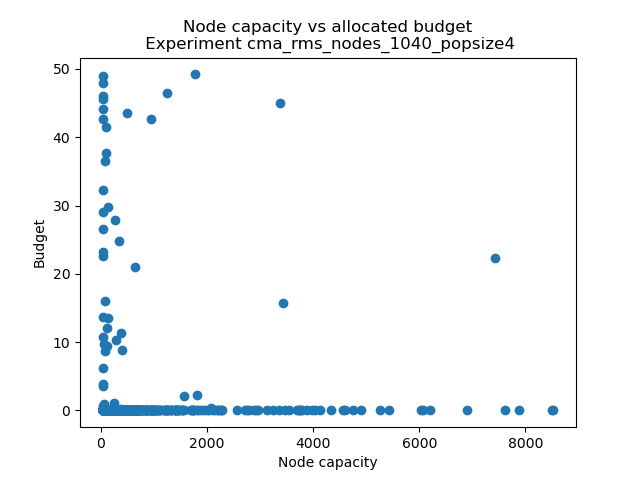 Node capacity vs allocated budget
Experiment cma_rms_nodes_1040_popsize4
50
40
30
20
10
0
Budget
0 2000 4000 6000 8000
Node capacity